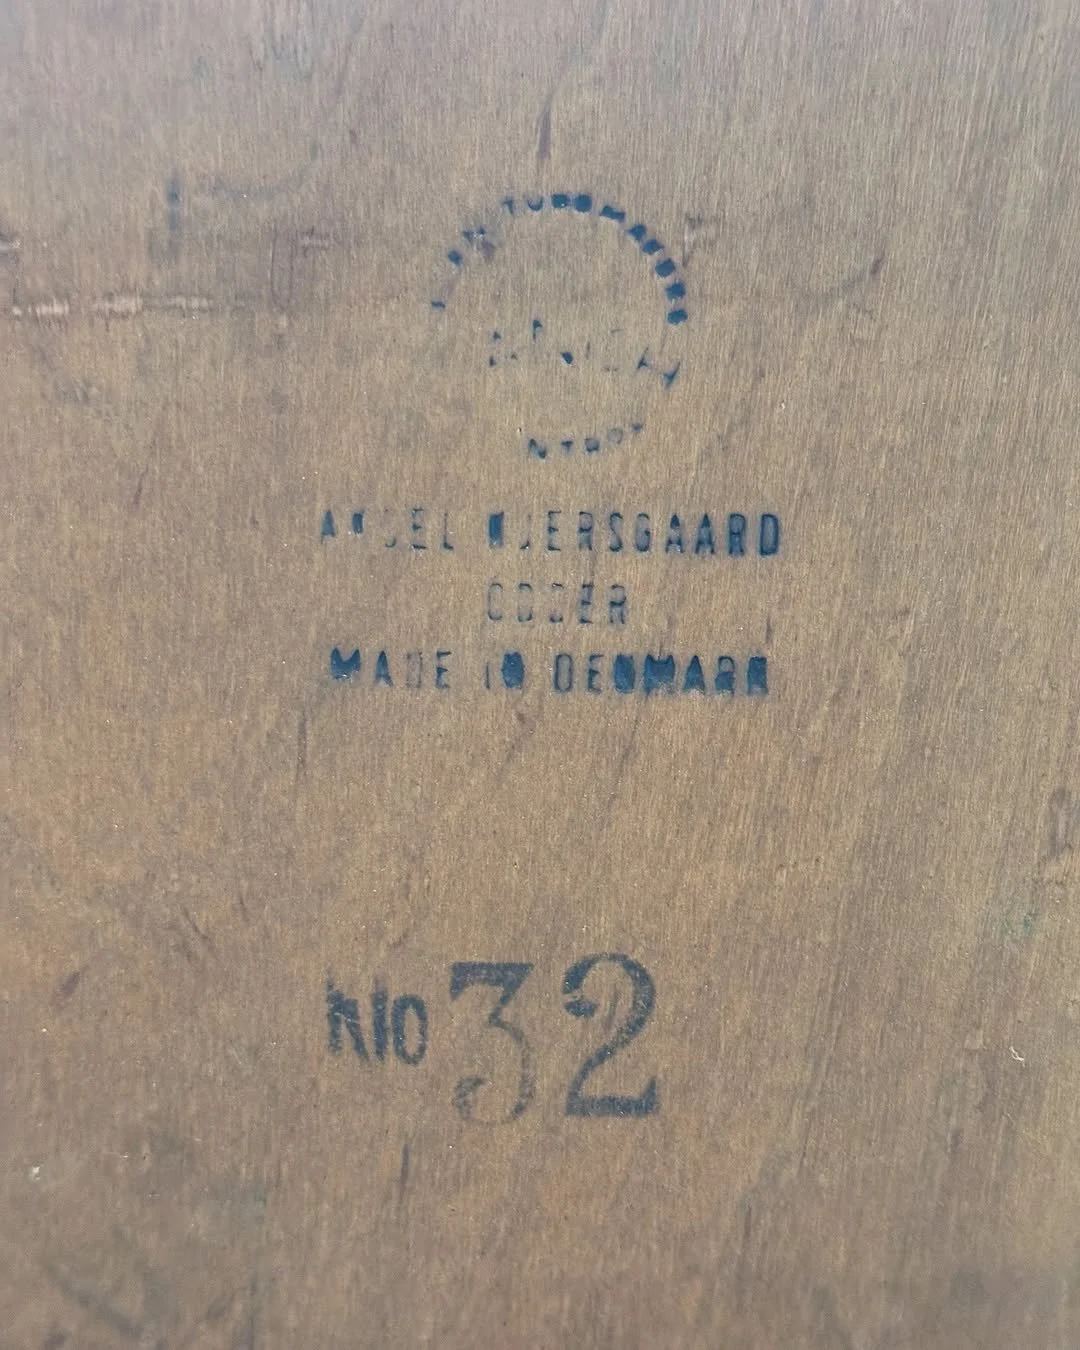 AKSEL KJERSGAARD
ODDER
MADE IN DENMARK
No 32